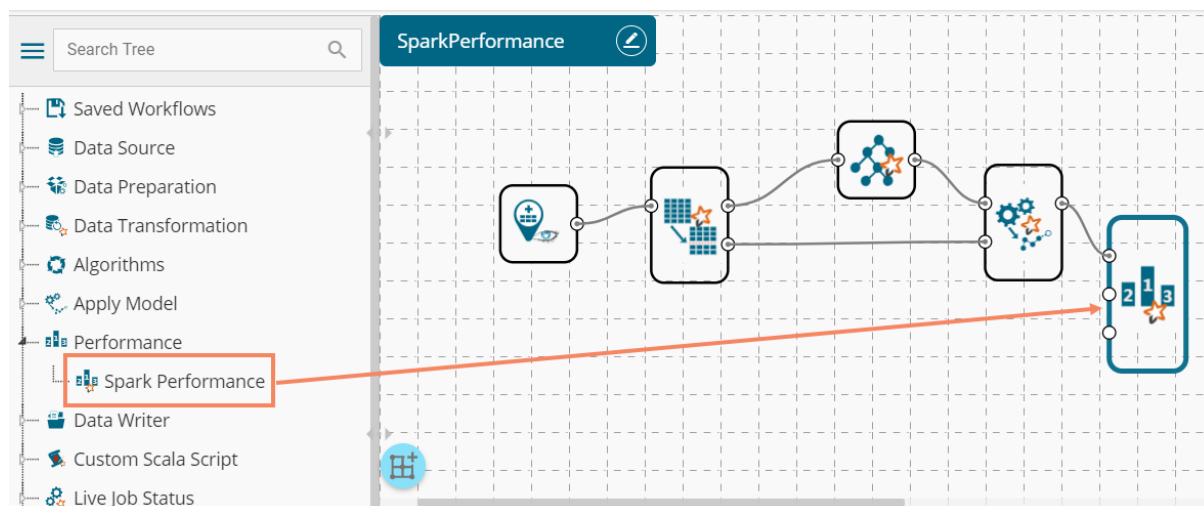 Search Tree
SparkPerformance
Saved Workflows
Data Source
Data Preparation
Data Transformation
Algorithms
Apply Model
Performance
Spark Performance
Data Writer
Custom Scala Script
Live Job Status
2 1 3